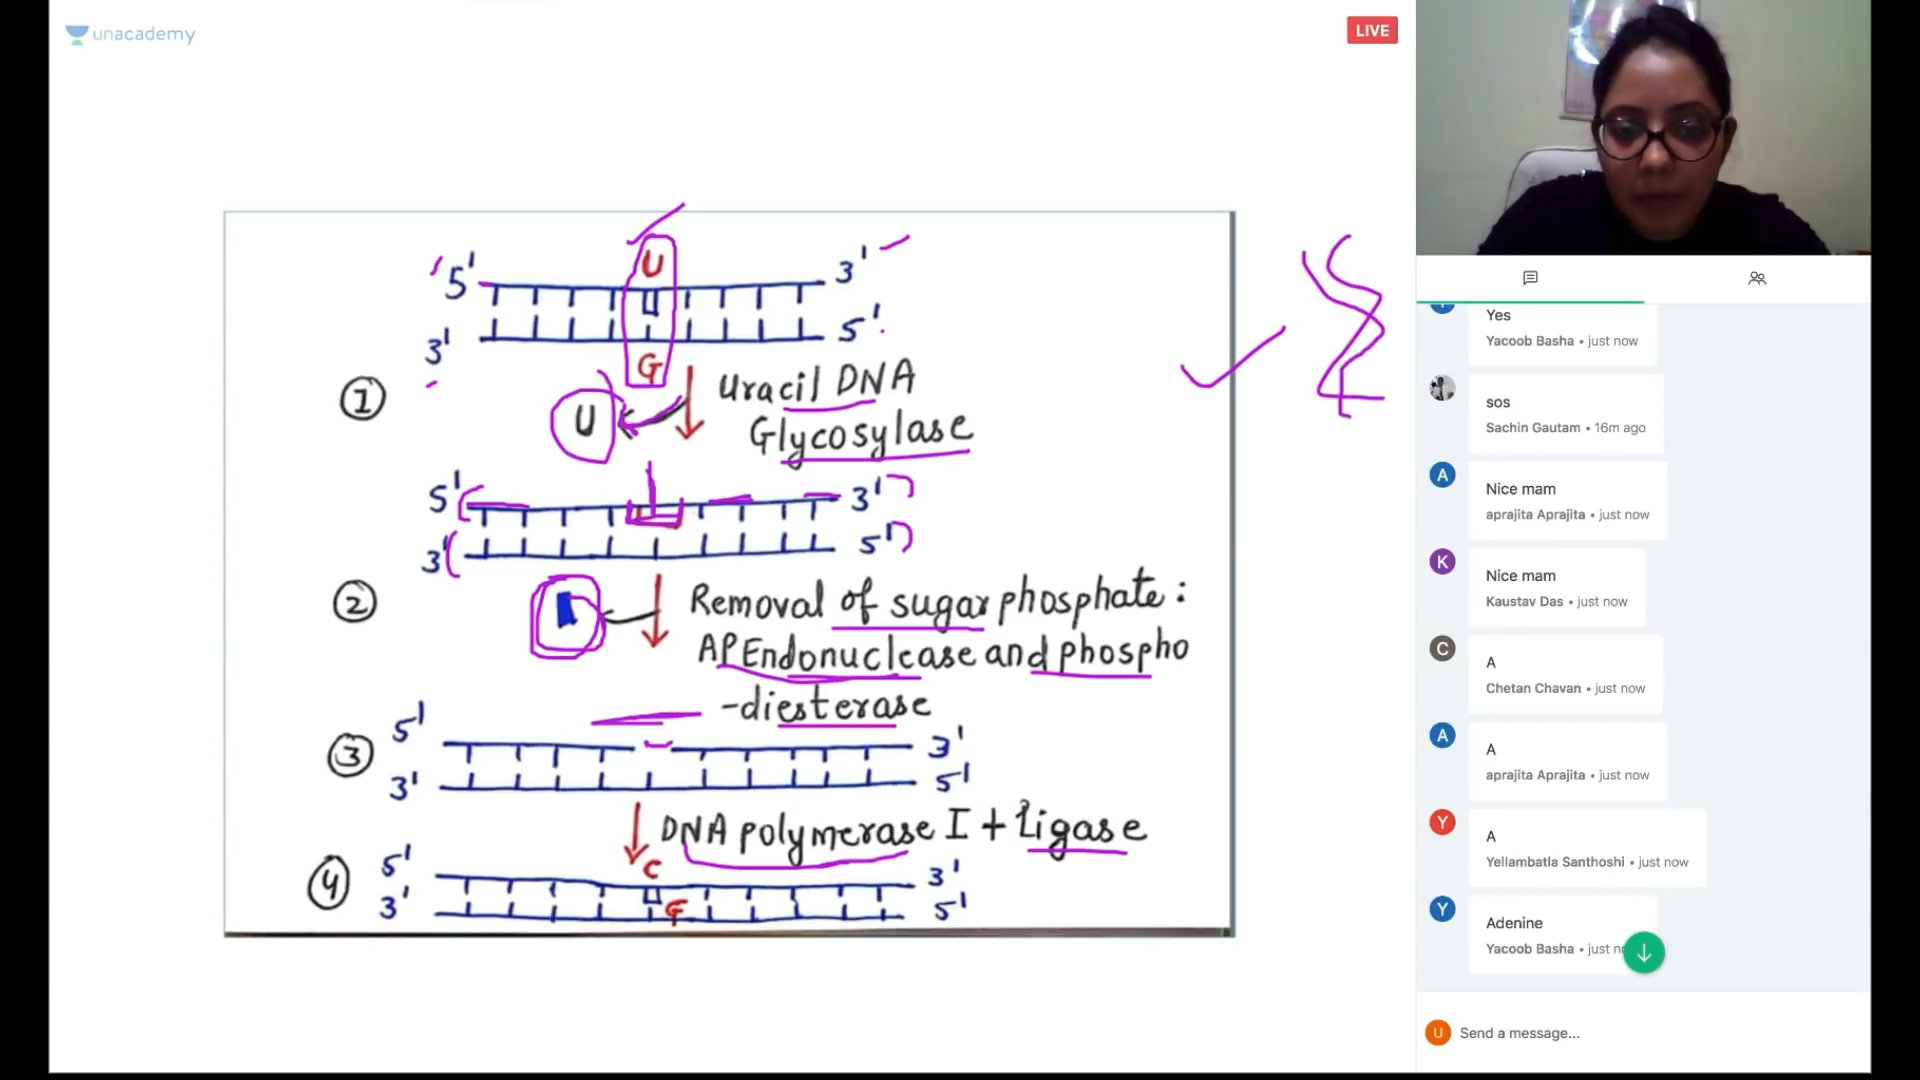 unacademy
LIVE
U
5' 3'
3' 5'
G
① Uracil DNA
U Glycosylase
5' 3'
3' 5'
② Removal of sugar phosphate:
AP Endonuclease and phospho
-diesterase
5' 3'
③ 3' 5'
DNA polymerase I + Ligase
C
5' 3'
④ 3' G 5'
Yes
Yacoob Basha • just now
sos
Sachin Gautam • 16m ago
A
Nice mam
aprajita Aprajita • just now
K
Nice mam
Kaustav Das • just now
C
A
Chetan Chavan • just now
A
A
aprajita Aprajita • just now
Y
A
Yellambatla Santhoshi • just now
Y
Adenine
Yacoob Basha • just
U
Send a message...